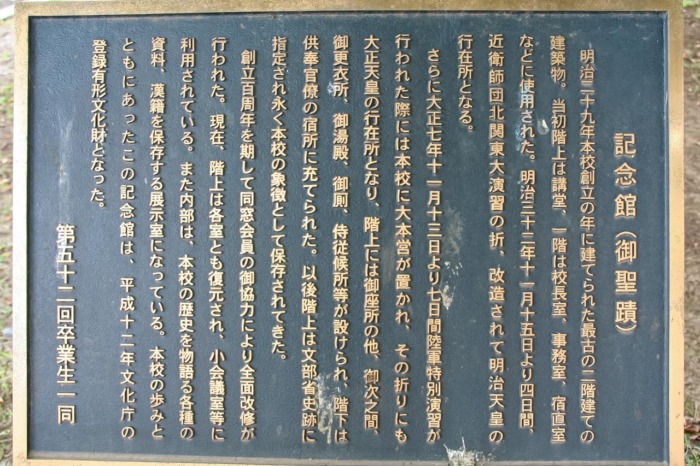 記念館（御聖蹟）
明治二十九年本校創立の年に建てられた最古の二階建ての
建築物。当初階上は講堂、一階は校長室、事務室、宿直室
などに使用された。明治三十二年十一月十五日より四日間、
近衛師団北関東大演習の折、改造されて明治天皇の
行在所となる。
さらに大正七年十一月十三日より七日間陸軍特別演習が
行われた際には本校に大本営が置かれ、その折りにも
大正天皇の行在所となり、階上には御座所の他、御次之間、
御更衣所、御湯殿、御厠、侍従候所等が設けられ、階下は
供奉官僚の宿所に充てられた。以後階上は文部省史跡に
指定され永く本校の象徴として保存されてきた。
創立百周年を期して同窓会員の御協力により全面改修が
行われた。現在、階上は各室とも復元され、小会議室等に
利用されている。また内部は、本校の歴史を物語る各種の
資料、漢籍を保存する展示室になっている。本校の歩みと
ともにあったこの記念館は、平成十二年文化庁の
登録有形文化財となった。
第五十二回卒業生一同